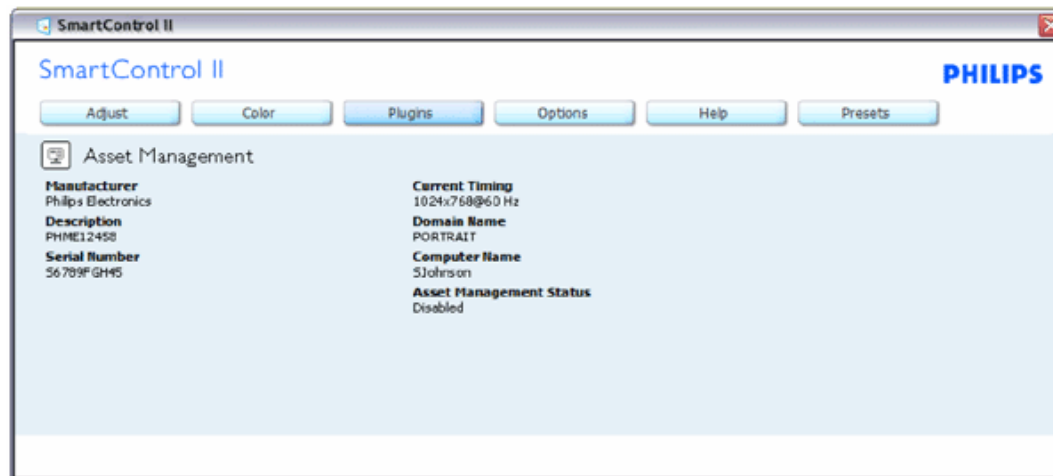 SmartControl II
SmartControl II
PHILIPS
Adjust Color Plugins Options Help Presets
Asset Management
Manufacturer
Philips Electronics
Description
PHME12458
Serial Number
56789FGH45
Current Timing
1024x768@60 Hz
Domain Name
PORTRAIT
Computer Name
SJohnson
Asset Management Status
Disabled